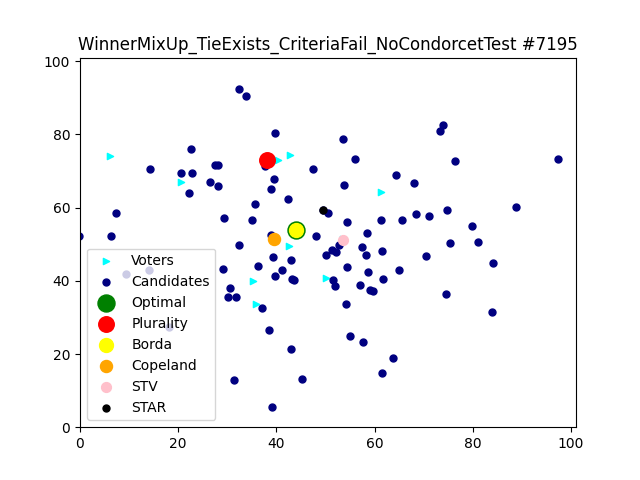 WinnerMixUp_TieExists_CriteriaFail_NoCondorcetTest #7195
100
80
60
40
20
0
Voters
Candidates
Optimal
Plurality
Borda
Copeland
STV
STAR
0 20 40 60 80 100